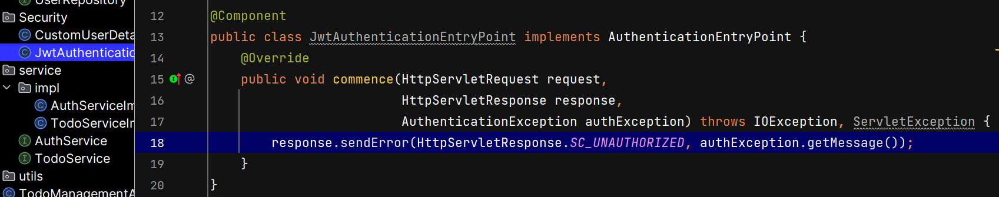 UserRepository
Security
CustomUserDeta
JwtAuthenticatic
service
impl
AuthServiceIm
TodoServiceIn
AuthService
TodoService
utils
TodoManagementA
12 @Component
13 public class JwtAuthenticationEntryPoint implements AuthenticationEntryPoint {
14 @Override
15 @ public void commence(HttpServletRequest request,
16 HttpServletResponse response,
17 AuthenticationException authException) throws IOException, ServletException {
18 response.sendError(HttpServletResponse.SC_UNAUTHORIZED, authException.getMessage());
19 }
20 }